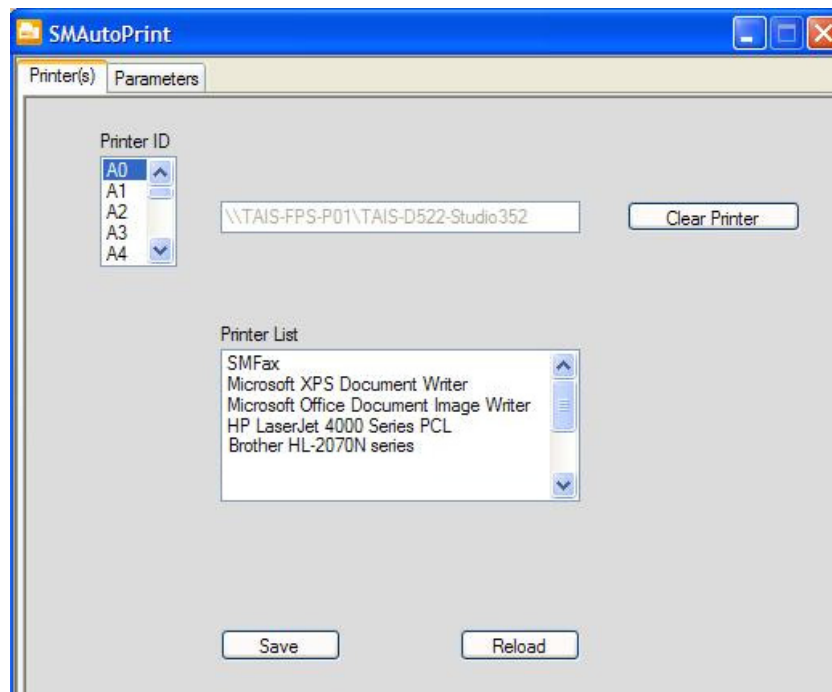 SMAutoPrint
Printer(s) Parameters
Printer ID
A0
A1
A2
A3
A4
\\TAIS-FPS-P01\TAIS-D522-Studio352
Clear Printer
Printer List
SMFax
Microsoft XPS Document Writer
Microsoft Office Document Image Writer
HP LaserJet 4000 Series PCL
Brother HL-2070N series
Save Reload